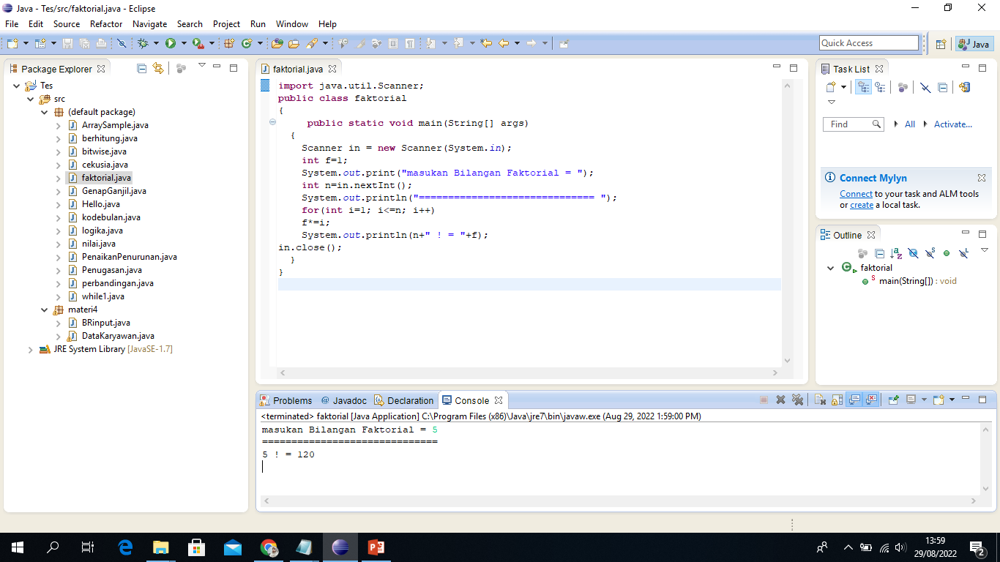 Java - Tes/src/faktorial.java - Eclipse
File Edit Source Refactor Navigate Search Project Run Window Help
Quick Access
Java
Package Explorer
Tes
src
(default package)
ArraySample.java
berhitung.java
bitwise.java
cekusia.java
faktorial.java
GenapGanjil.java
Hello.java
kodebulan.java
logika.java
nilai.java
PenaikanPenurunan.java
Penugasan.java
perbandingan.java
while1.java
materi4
BRinput.java
DataKaryawan.java
JRE System Library [JavaSE-1.7]
faktorial.java
import java.util.Scanner;
public class faktorial
{
public static void main(String[] args)
{
Scanner in = new Scanner(System.in);
int f=1;
System.out.print("masukan Bilangan Faktorial = ");
int n=in.nextInt();
System.out.println("============================== ");
for(int i=1; i<=n; i++)
f*=i;
System.out.println(n+" ! = "+f);
in.close();
}
}
Task List
Find All Activate...
Connect Mylyn
Connect to your task and ALM tools
or create a local task.
Outline
faktorial
main(String[]) : void
Problems @ Javadoc Declaration Console
<terminated> faktorial [Java Application] C:\Program Files (x86)\Java\jre7\bin\javaw.exe (Aug 29, 2022 1:59:00 PM)
masukan Bilangan Faktorial = 5
==============================
5 ! = 120
13:59
29/08/2022
2